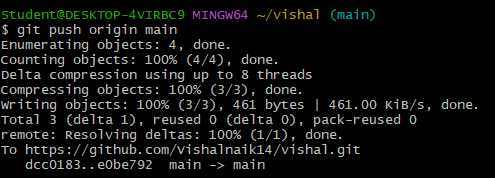 Student@DESKTOP-4VIRBC9 MINGW64 ~/vishal (main)
$ git push origin main
Enumerating objects: 4, done.
Counting objects: 100% (4/4), done.
Delta compression using up to 8 threads
Compressing objects: 100% (3/3), done.
Writing objects: 100% (3/3), 461 bytes | 461.00 KiB/s, done.
Total 3 (delta 1), reused 0 (delta 0), pack-reused 0
remote: Resolving deltas: 100% (1/1), done.
To https://github.com/Vishalnaik14/vishal.git
   dcc0183..e0be792  main -> main